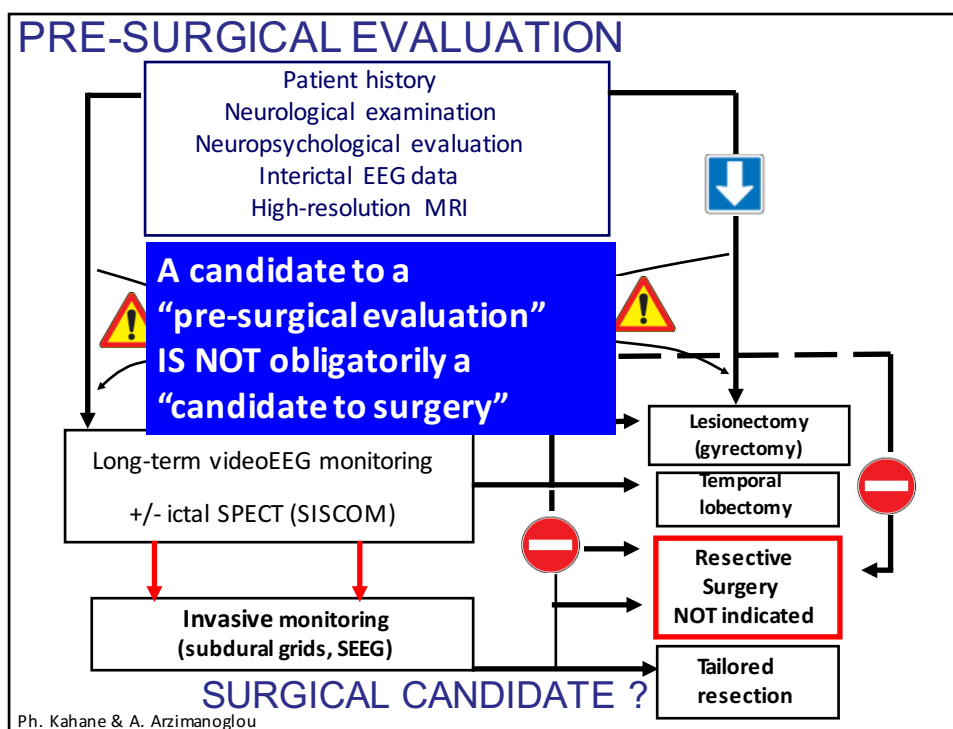 PRE-SURGICAL EVALUATION
Patient history
Neurological examination
Neuropsychological evaluation
Interictal EEG data
High-resolution MRI
A candidate to a
“pre-surgical evaluation”
IS NOT obligatorily a
“candidate to surgery”
Long-term videoEEG monitoring
+/- ictal SPECT (SISCOM)
Lesionectomy
(gyrectomy)
Temporal
lobectomy
Resective
Surgery
NOT indicated
Invasive monitoring
(subdural grids, SEEG)
Tailored
resection
SURGICAL CANDIDATE ?
Ph. Kahane & A. Arzimanoglou